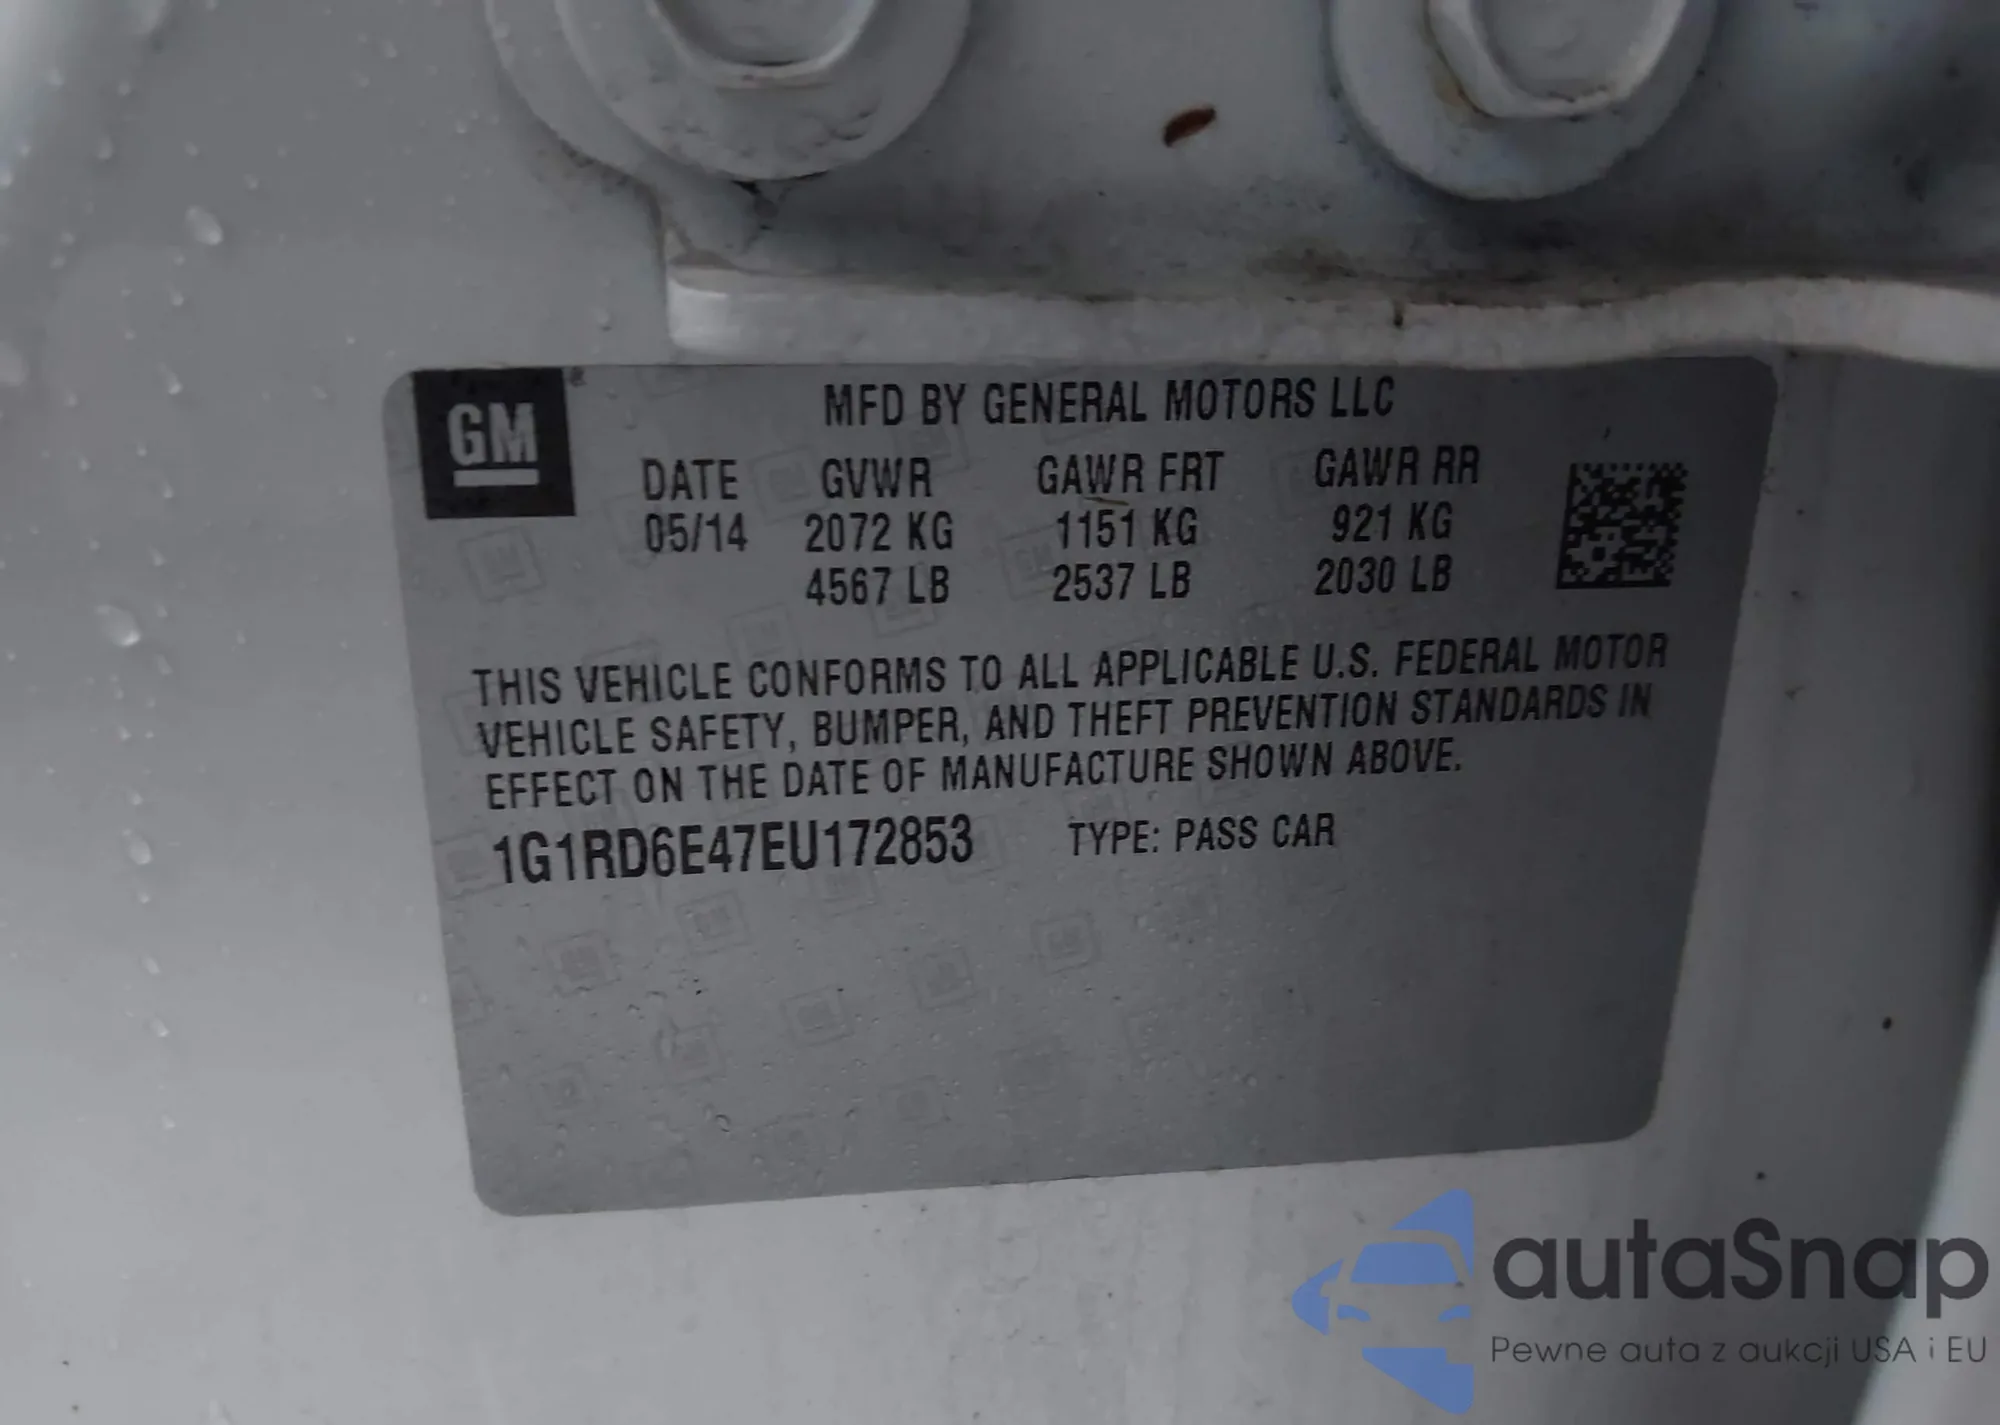 GM
MFD BY GENERAL MOTORS LLC
DATE GVWR GAWR FRT GAWR RR
05/14 2072 KG 1151 KG 921 KG
4567 LB 2537 LB 2030 LB
THIS VEHICLE CONFORMS TO ALL APPLICABLE U.S. FEDERAL MOTOR
VEHICLE SAFETY, BUMPER, AND THEFT PREVENTION STANDARDS IN
EFFECT ON THE DATE OF MANUFACTURE SHOWN ABOVE.
1G1RD6E47EU172853 TYPE: PASS CAR
autaSnap
Pewne auta z aukcji USA i EU